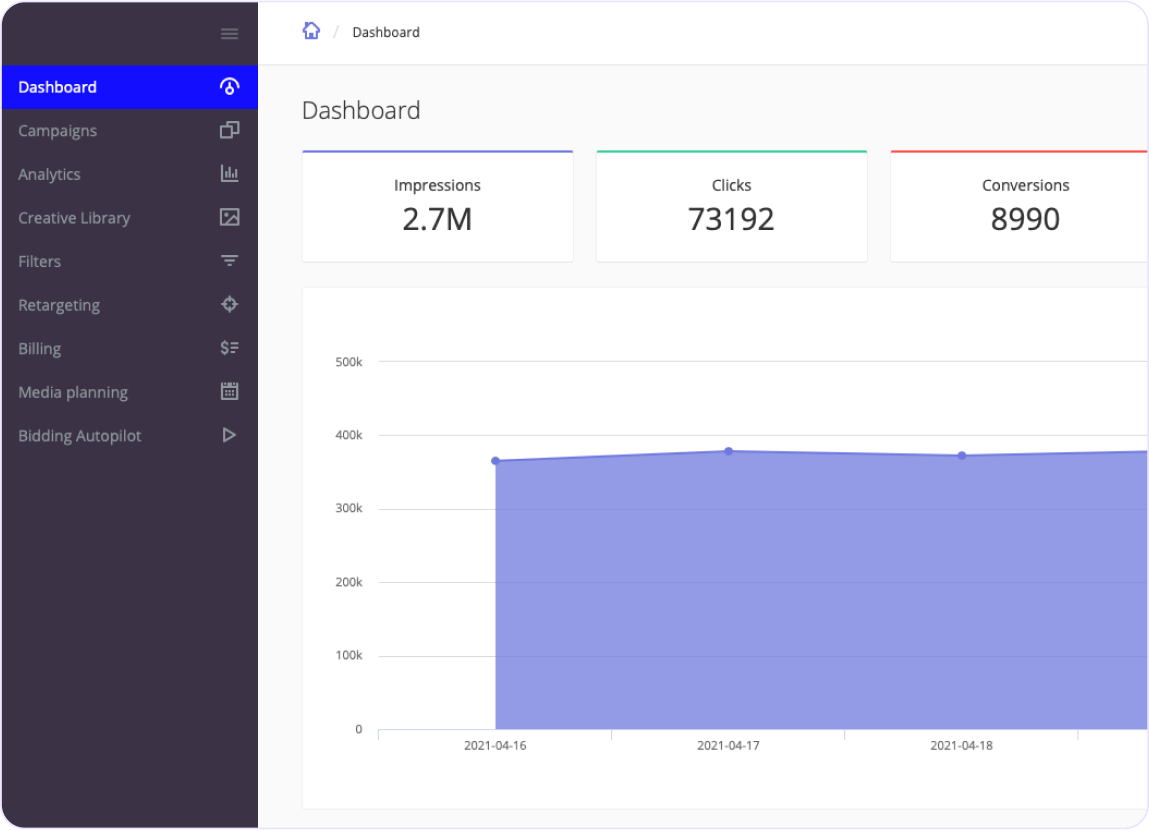 / Dashboard
Dashboard
Campaigns
Analytics
Creative Library
Filters
Retargeting
Billing
Media planning
Bidding Autopilot
Dashboard
Impressions
2.7M
Clicks
73192
Conversions
8990
500k
400k
300k
200k
100k
0
2021-04-16
2021-04-17
2021-04-18